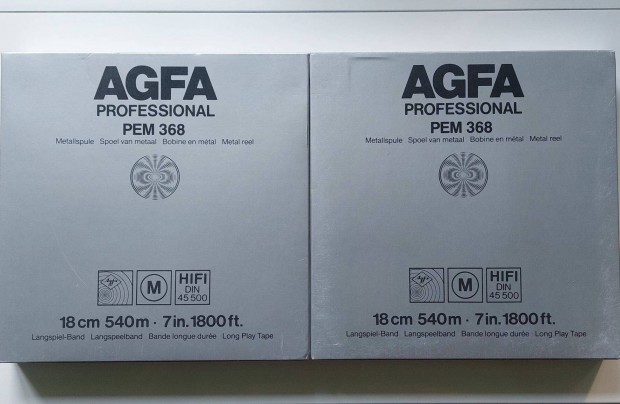 AGFA
PROFESSIONAL
PEM 368
Metallspule Spoel van metaal Bobine en métal Metal reel
Agfa
M
HIFI
DIN
45 500
18 cm 540 m · 7 in. 1800 ft.
Langspiel-Band Langspeelband Bande longue durée Long Play Tape
AGFA
PROFESSIONAL
PEM 368
Metallspule Spoel van metaal Bobine en métal Metal reel
Agfa
M
HIFI
DIN
45 500
18 cm 540 m · 7 in. 1800 ft.
Langspiel-Band Langspeelband Bande longue durée Long Play Tape